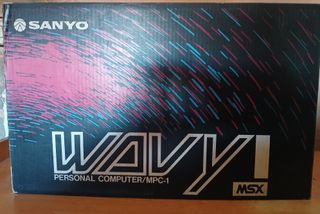 SANYO
WAVY1
PERSONAL COMPUTER/MPC-1
MSX